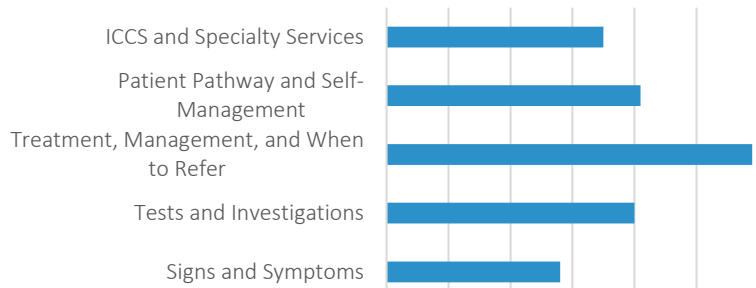 ICCS and Specialty Services
Patient Pathway and Self-
Management
Treatment, Management, and When
to Refer
Tests and Investigations
Signs and Symptoms